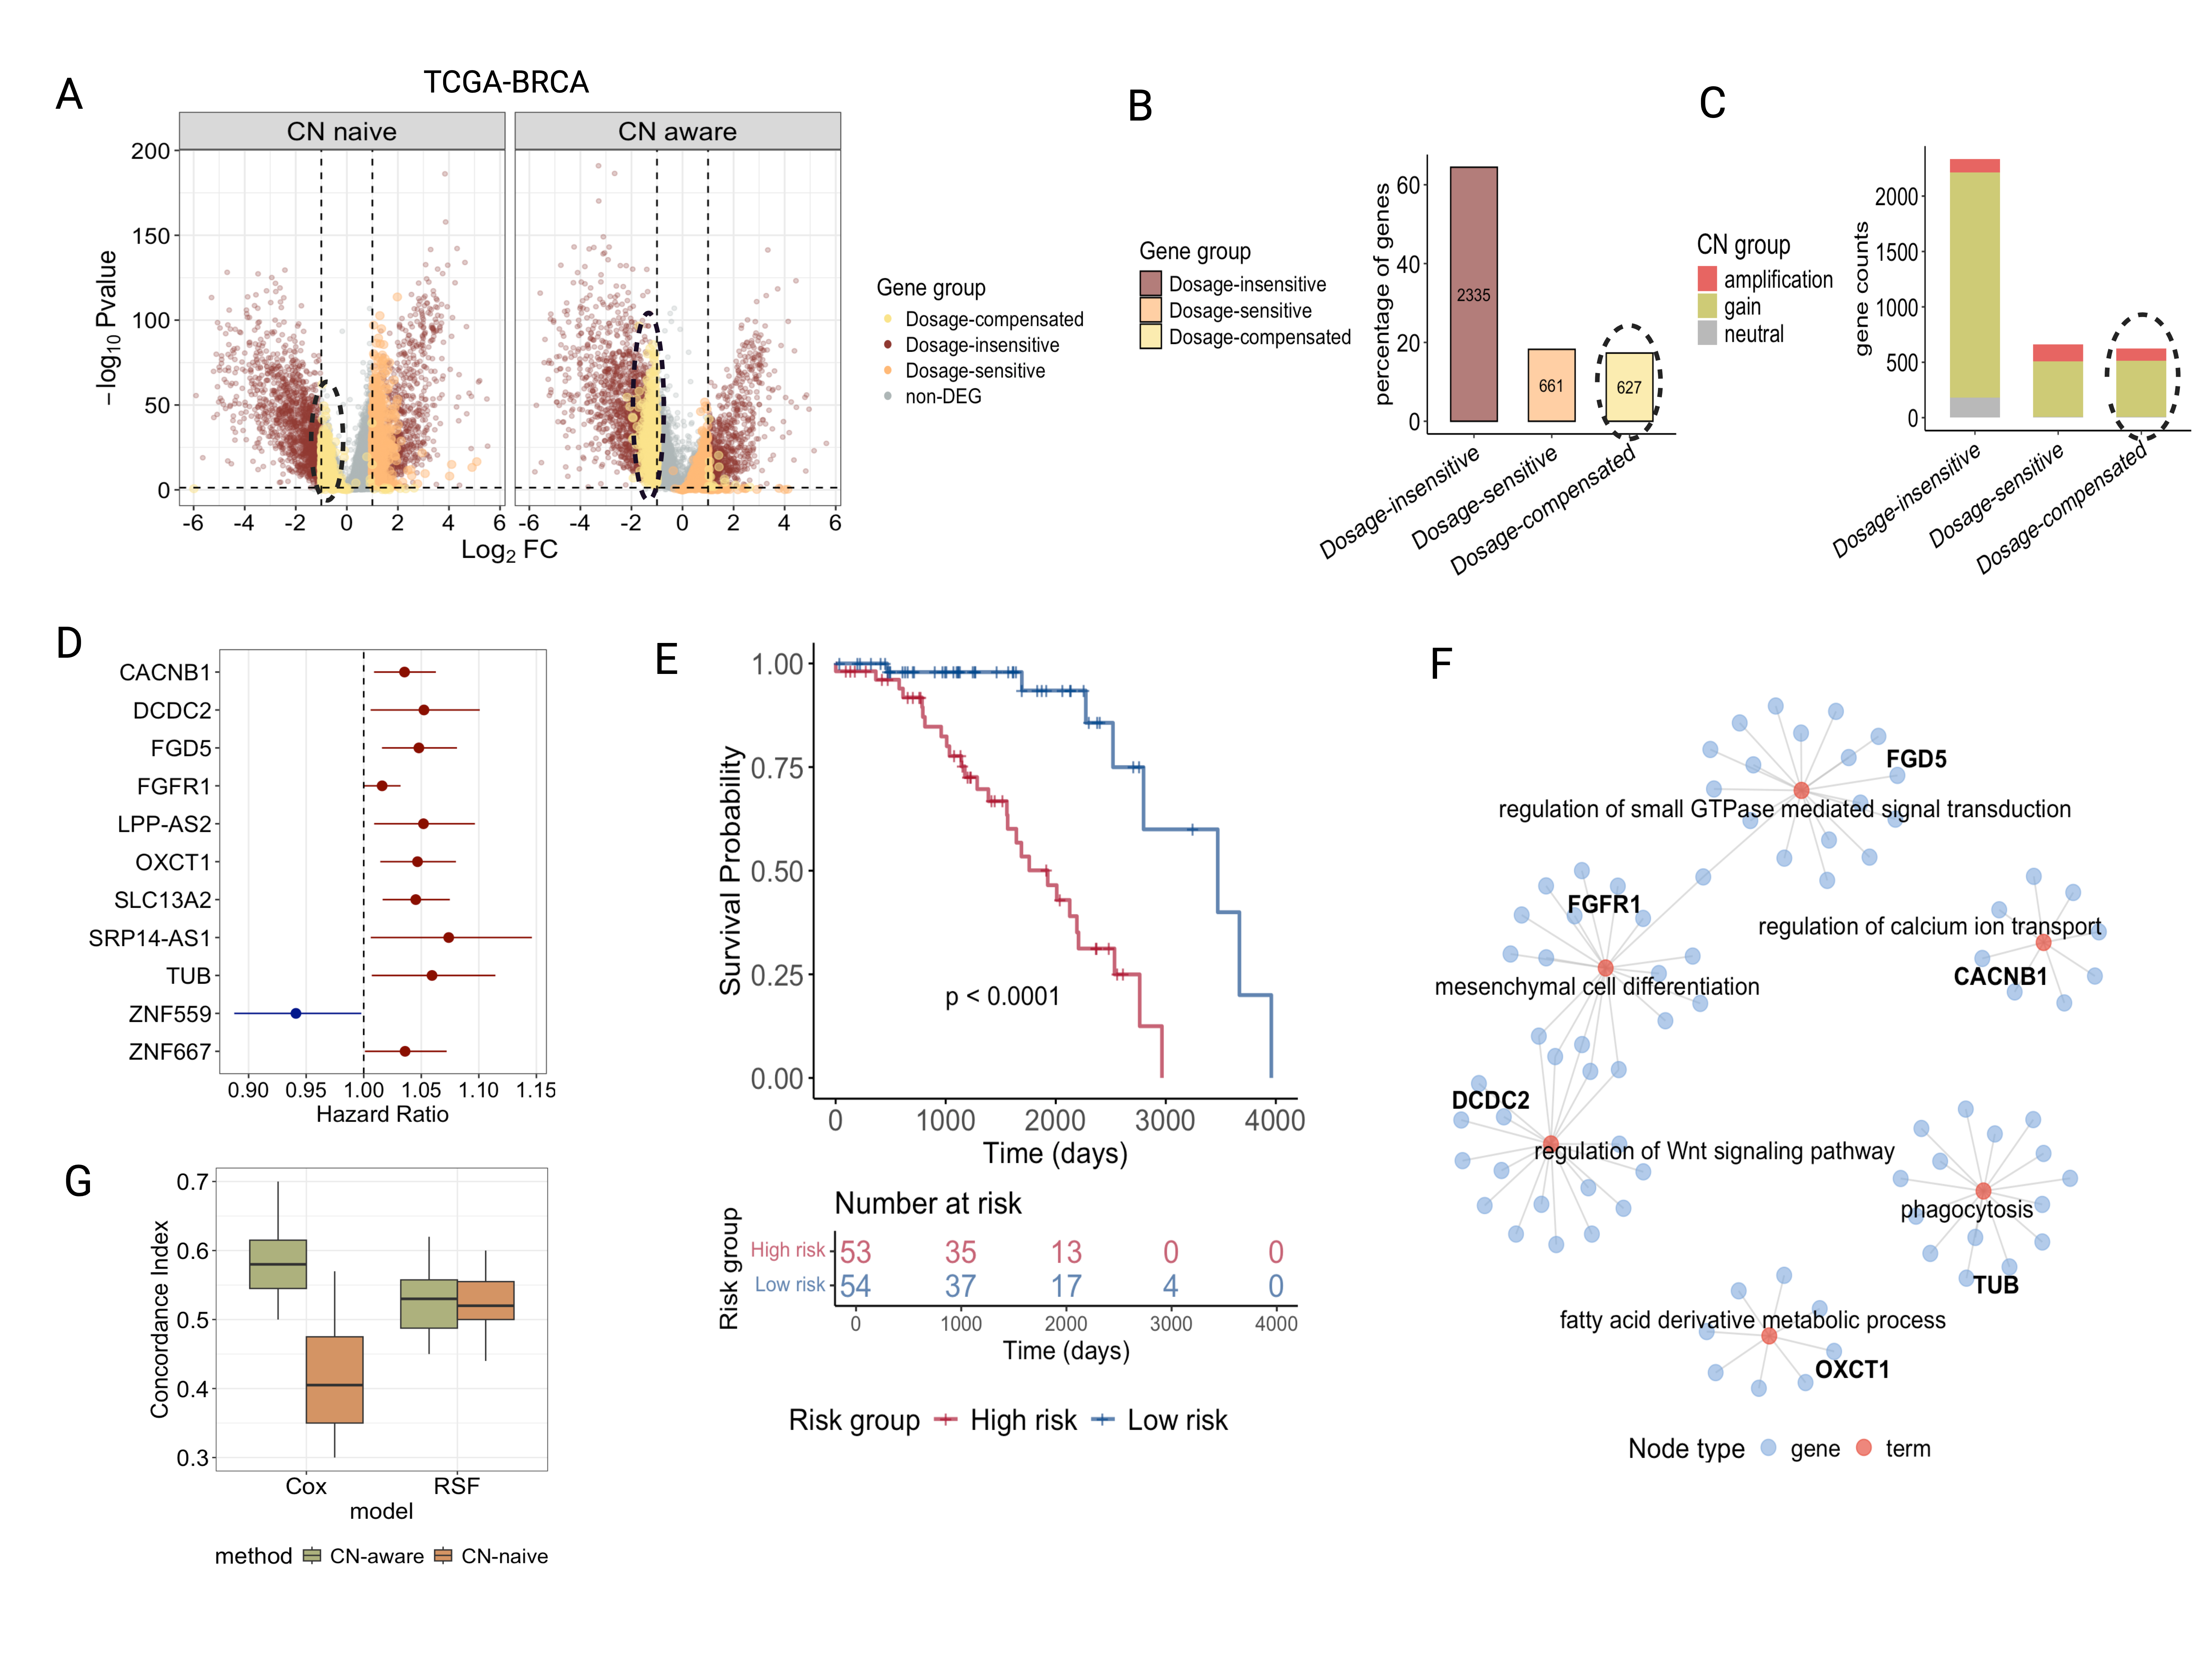 A
TCGA-BRCA
CN naive
CN aware
200
150
100
50
0
−log10 Pvalue
-6 -4 -2 0 2 4 6
-6 -4 -2 0 2 4 6
Log2 FC
Gene group
Dosage-compensated
Dosage-insensitive
Dosage-sensitive
non-DEG
B
Gene group
Dosage-insensitive
Dosage-sensitive
Dosage-compensated
percentage of genes
60
40
20
0
2335
661
627
Dosage-insensitive
Dosage-sensitive
Dosage-compensated
C
CN group
amplification
gain
neutral
gene counts
2000
1500
1000
500
0
Dosage-insensitive
Dosage-sensitive
Dosage-compensated
D
CACNB1
DCDC2
FGD5
FGFR1
LPP-AS2
OXCT1
SLC13A2
SRP14-AS1
TUB
ZNF559
ZNF667
0.90 0.95 1.00 1.05 1.10 1.15
Hazard Ratio
E
Survival Probability
1.00
0.75
0.50
0.25
0.00
p < 0.0001
0 1000 2000 3000 4000
Time (days)
Number at risk
Risk group
High risk 53 35 13 0 0
Low risk 54 37 17 4 0
0 1000 2000 3000 4000
Time (days)
Risk group High risk Low risk
F
FGD5
regulation of small GTPase mediated signal transduction
FGFR1
regulation of calcium ion transport
CACNB1
mesenchymal cell differentiation
DCDC2
regulation of Wnt signaling pathway
phagocytosis
TUB
fatty acid derivative metabolic process
OXCT1
Node type gene term
G
Concordance Index
0.7
0.6
0.5
0.4
0.3
Cox RSF
model
method CN-aware CN-naive